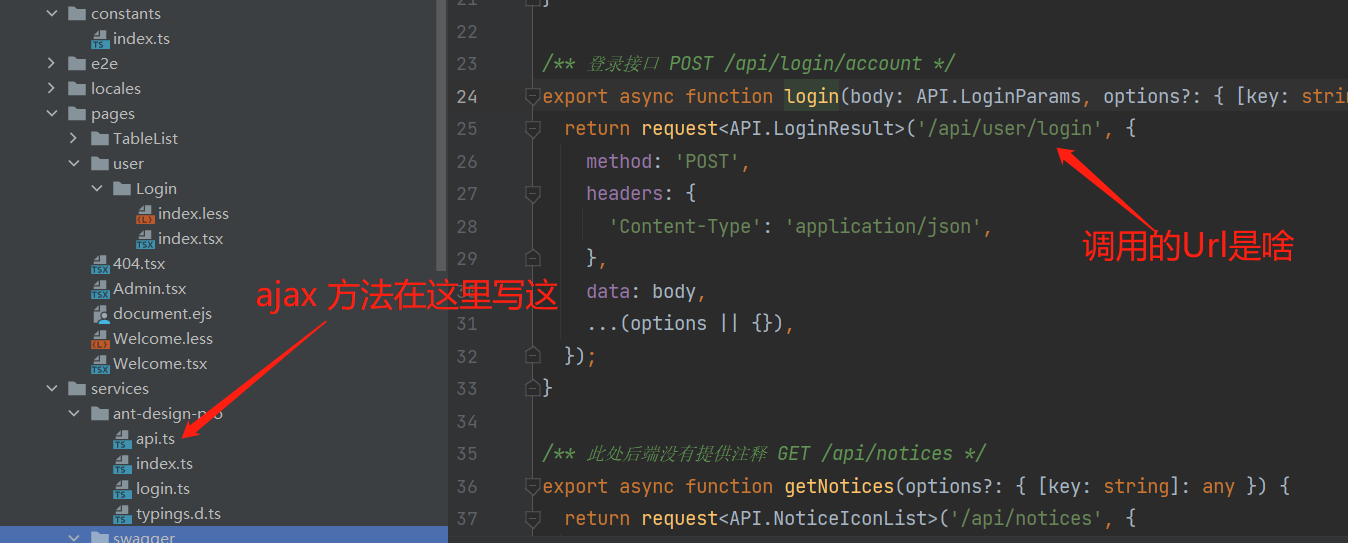 constants
index.ts
e2e
locales
pages
TableList
user
Login
index.less
index.tsx
404.tsx
Admin.tsx
document.ejs
Welcome.less
Welcome.tsx
services
ant-design-pro
api.ts
index.ts
login.ts
typings.d.ts
swagger
ajax 方法在这里写这
21 }
22
23 /** 登录接口 POST /api/login/account */
24 export async function login(body: API.LoginParams, options?: { [key: strin
25 return request<API.LoginResult>('/api/user/login', {
26 method: 'POST',
27 headers: {
28 'Content-Type': 'application/json',
29 },
data: body,
31 ...(options || {}),
32 });
33 }
34
35 /** 此处后端没有提供注释 GET /api/notices */
36 export async function getNotices(options?: { [key: string]: any }) {
37 return request<API.NoticeIconList>('/api/notices', {
调用的Url是啥